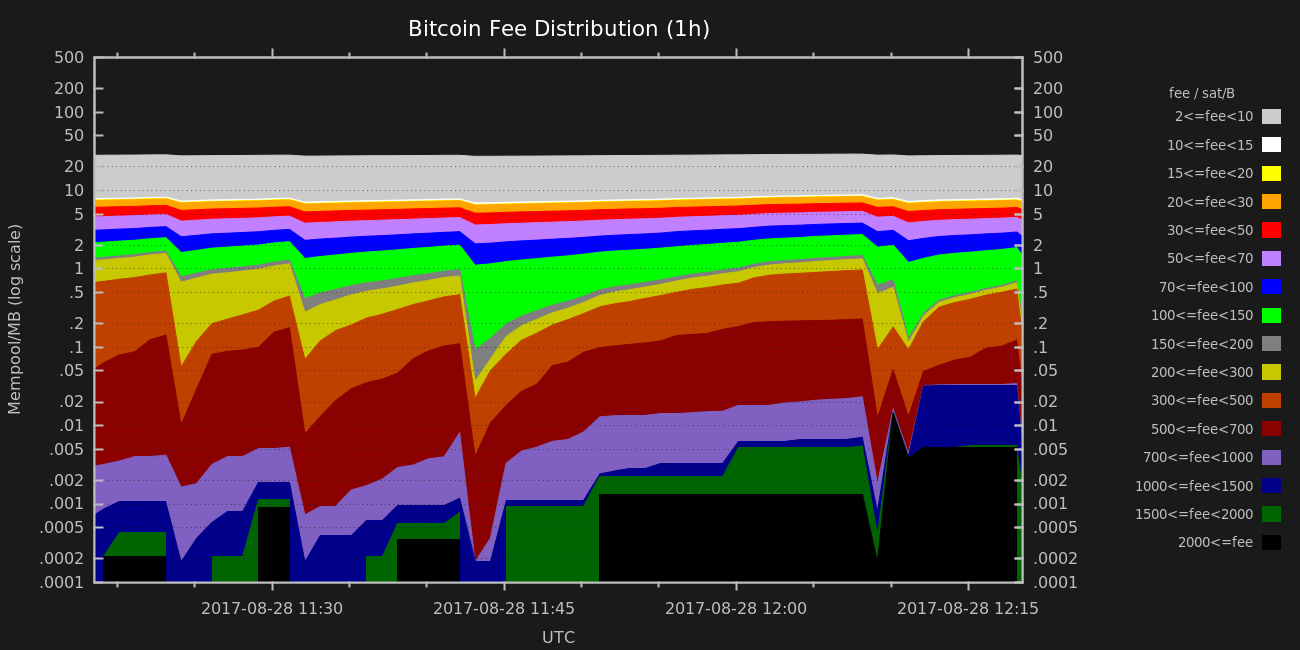 Bitcoin Fee Distribution (1h)
Mempool/MB (log scale)
500
200
100
50
20
10
5
2
1
.5
.2
.1
.05
.02
.01
.005
.002
.001
.0005
.0002
.0001
500
200
100
50
20
10
5
2
1
.5
.2
.1
.05
.02
.01
.005
.002
.001
.0005
.0002
.0001
2017-08-28 11:30
2017-08-28 11:45
2017-08-28 12:00
2017-08-28 12:15
UTC
fee / sat/B
2<=fee<10
10<=fee<15
15<=fee<20
20<=fee<30
30<=fee<50
50<=fee<70
70<=fee<100
100<=fee<150
150<=fee<200
200<=fee<300
300<=fee<500
500<=fee<700
700<=fee<1000
1000<=fee<1500
1500<=fee<2000
2000<=fee